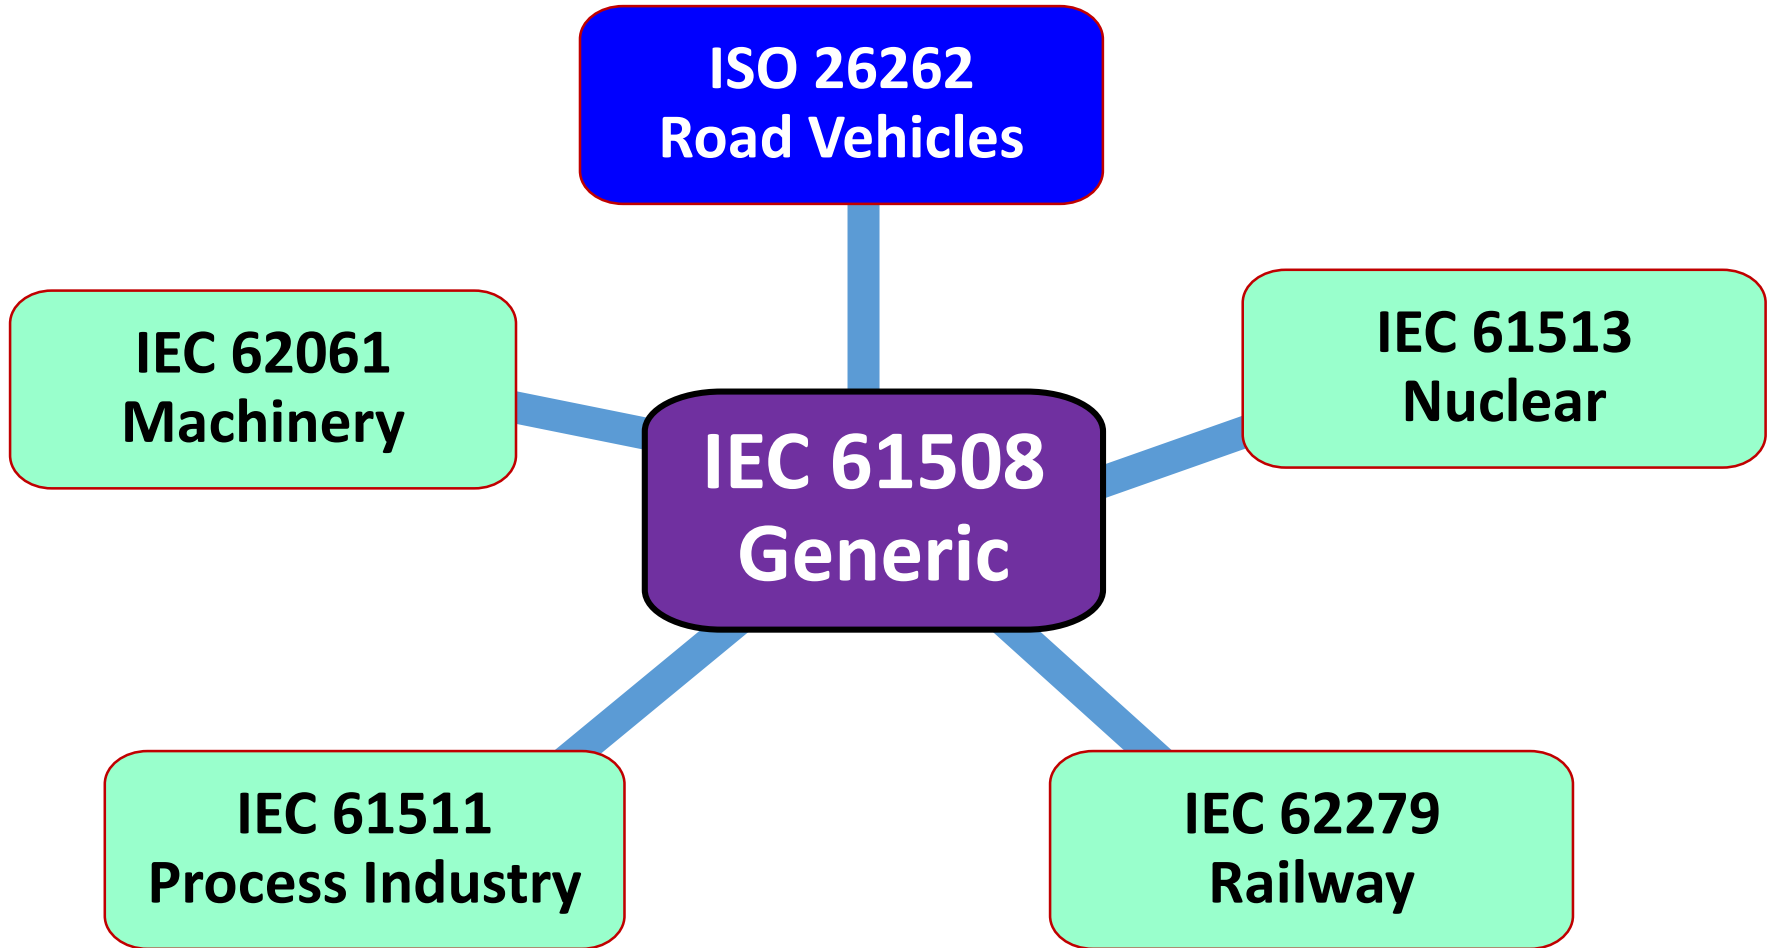 ISO 26262
Road Vehicles
IEC 62061
Machinery
IEC 61513
Nuclear
IEC 61508
Generic
IEC 61511
Process Industry
IEC 62279
Railway